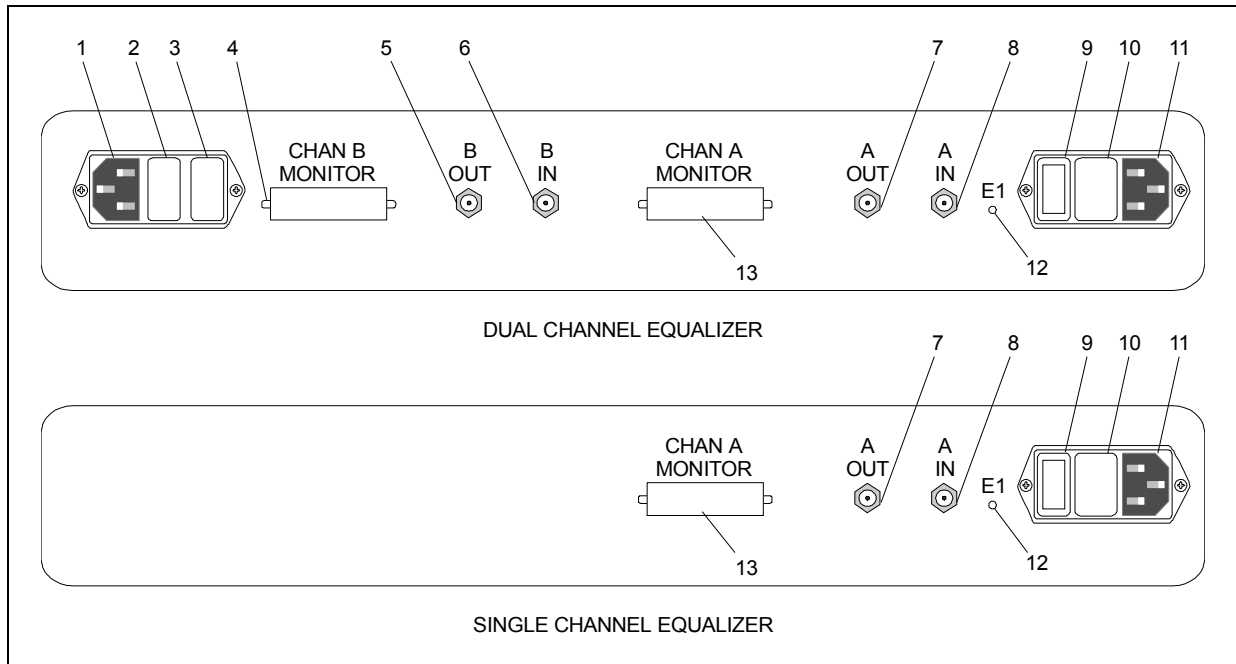 1 2 3 4 5 6 7 8 9 10 11
CHAN B
MONITOR
B
OUT
B
IN
CHAN A
MONITOR
A
OUT
A
IN
E1
13
12
DUAL CHANNEL EQUALIZER
7 8 9 10 11
CHAN A
MONITOR
A
OUT
A
IN
E1
13
12
SINGLE CHANNEL EQUALIZER